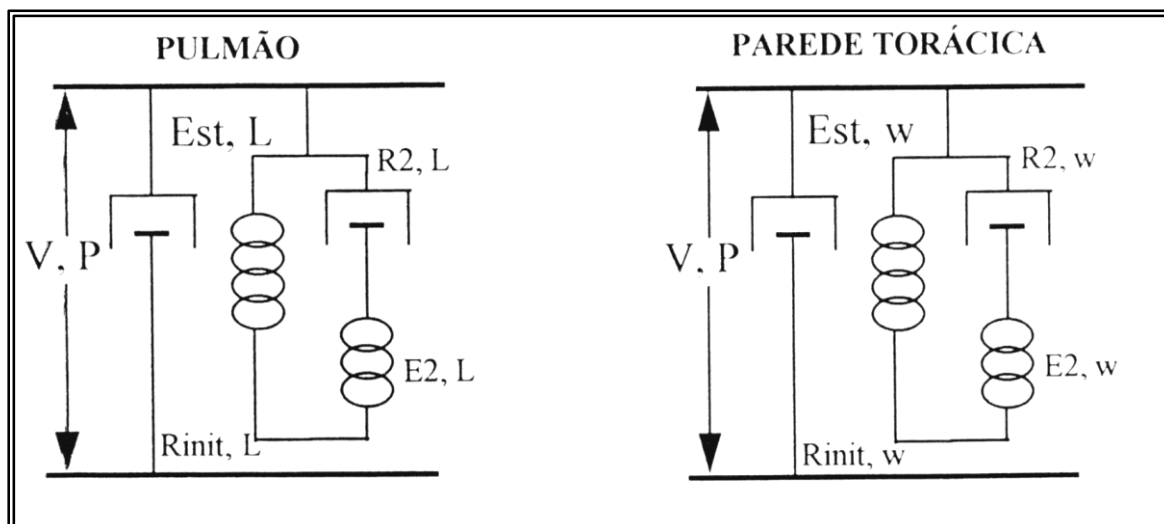 PULMÃO
Est, L
R2, L
V, P
E2, L
Rinit, L
PAREDE TORÁCICA
Est, w
R2, w
V, P
E2, w
Rinit, w